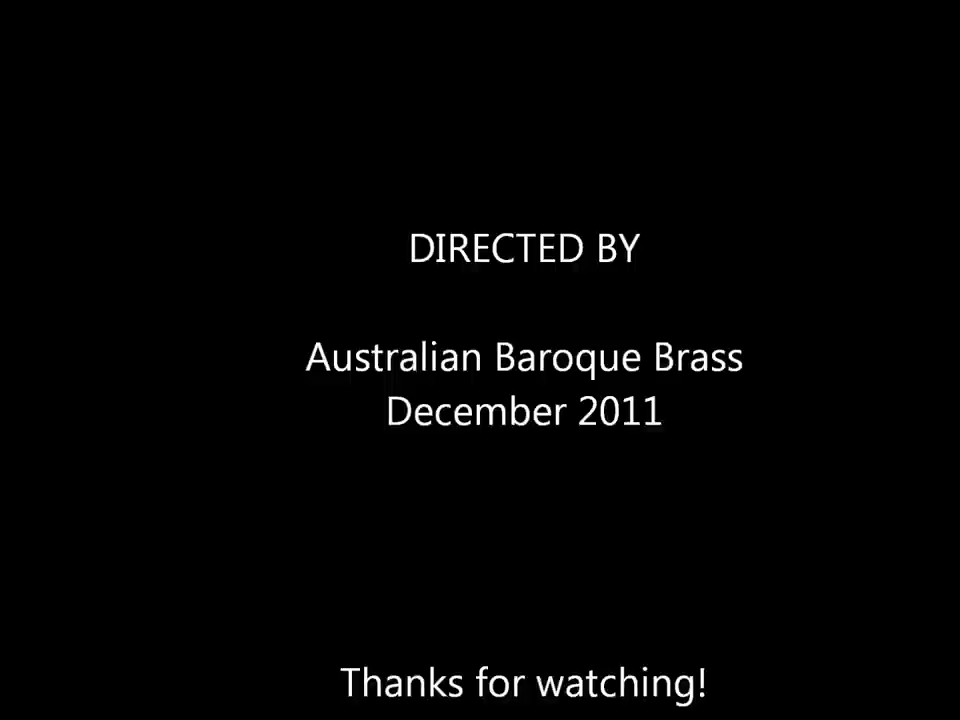 DIRECTED BY
Australian Baroque Brass
December 2011
Thanks for watching!